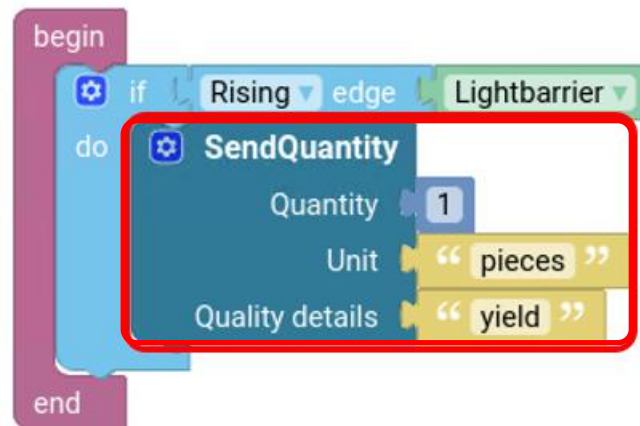 begin
if Rising edge Lightbarrier
do SendQuantity
Quantity 1
Unit “ pieces ”
Quality details “ yield ”
end